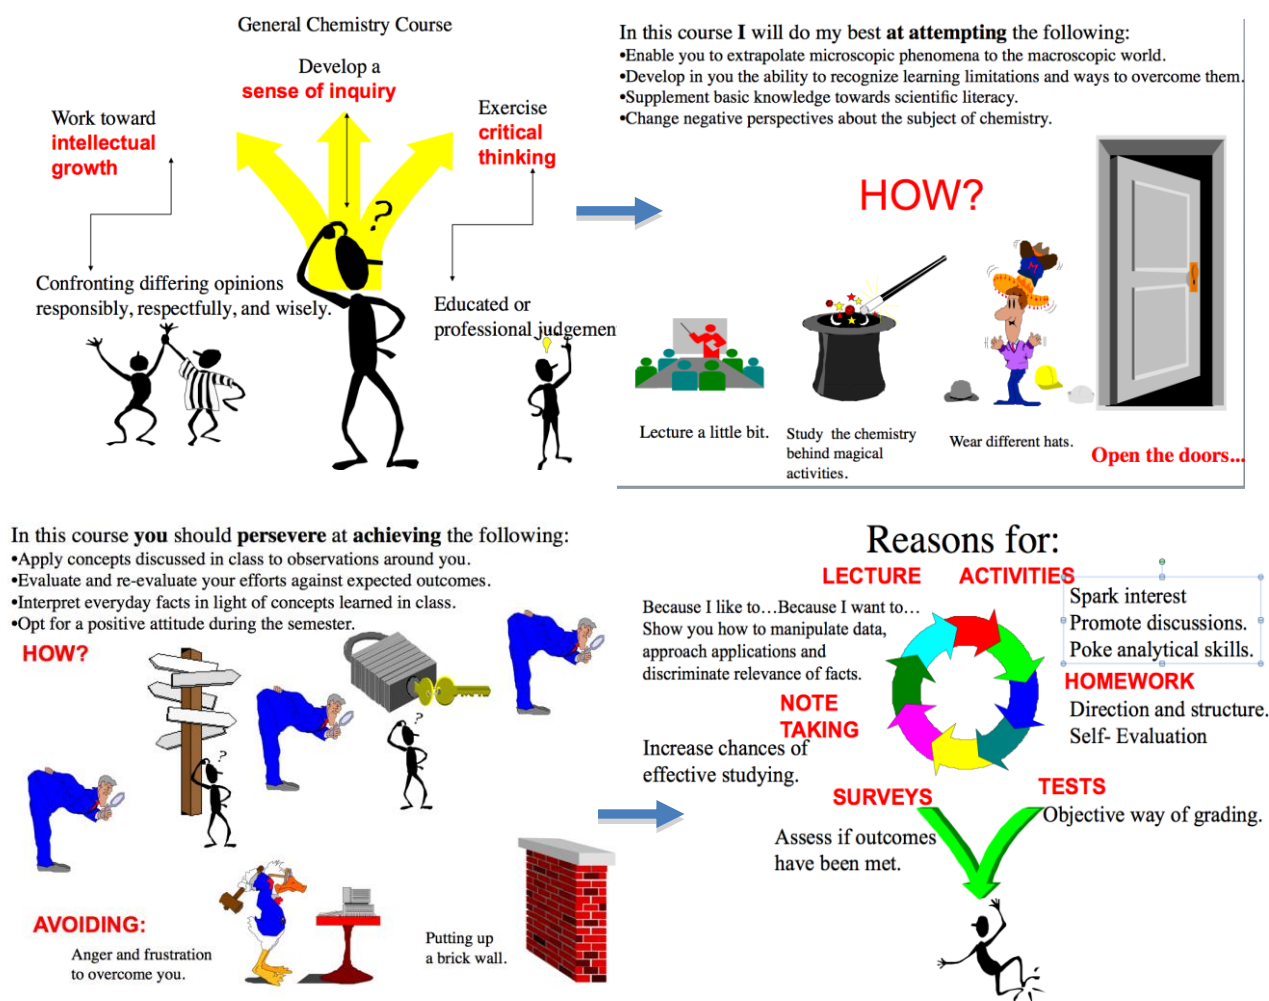 General Chemistry Course
Develop a
sense of inquiry
Work toward
intellectual
growth
Exercise
critical
thinking
?
Confronting differing opinions
responsibly, respectfully, and wisely.
Educated or
professional judgement
In this course I will do my best at attempting the following:
•Enable you to extrapolate microscopic phenomena to the macroscopic world.
•Develop in you the ability to recognize learning limitations and ways to overcome them.
•Supplement basic knowledge towards scientific literacy.
•Change negative perspectives about the subject of chemistry.
HOW?
M
Lecture a little bit.
Study the chemistry
behind magical
activities.
Wear different hats.
Open the doors...
In this course you should persevere at achieving the following:
•Apply concepts discussed in class to observations around you.
•Evaluate and re-evaluate your efforts against expected outcomes.
•Interpret everyday facts in light of concepts learned in class.
•Opt for a positive attitude during the semester.
HOW?
?
?
AVOIDING:
Anger and frustration
to overcome you.
Putting up
a brick wall.
Reasons for:
LECTURE
Because I like to…Because I want to…
Show you how to manipulate data,
approach applications and
discriminate relevance of facts.
ACTIVITIES
Spark interest
Promote discussions.
Poke analytical skills.
HOMEWORK
Direction and structure.
Self- Evaluation
NOTE
TAKING
Increase chances of
effective studying.
TESTS
Objective way of grading.
SURVEYS
Assess if outcomes
have been met.